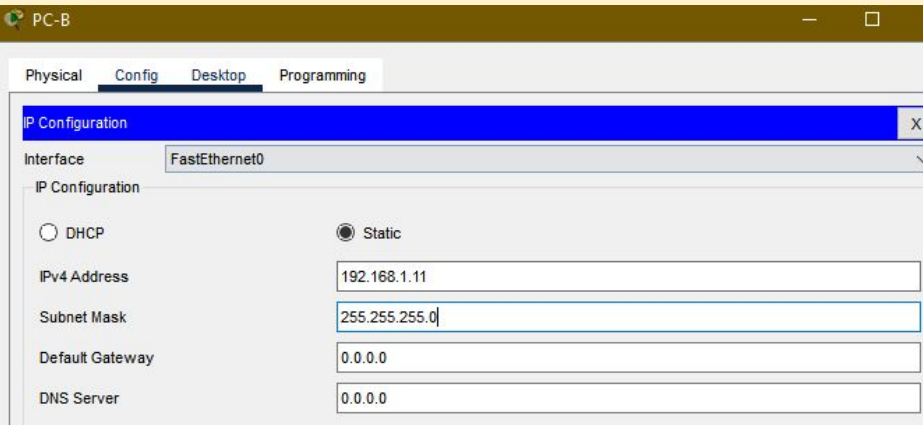 PC-B
Physical Config Desktop Programming
IP Configuration X
Interface FastEthernet0
IP Configuration
DHCP Static
IPv4 Address 192.168.1.11
Subnet Mask 255.255.255.0
Default Gateway 0.0.0.0
DNS Server 0.0.0.0